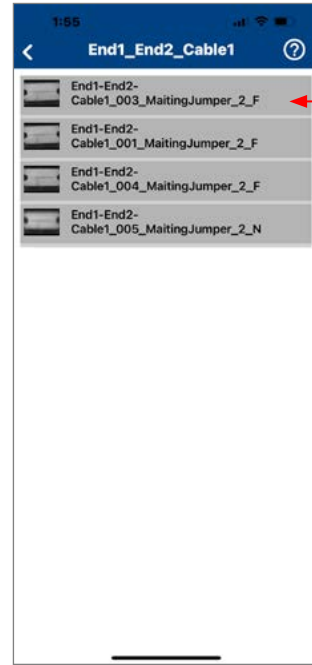 1:55
End1_End2_Cable1
?
End1-End2-
Cable1_003_MaitingJumper_2_F
End1-End2-
Cable1_001_MaitingJumper_2_F
End1-End2-
Cable1_004_MaitingJumper_2_F
End1-End2-
Cable1_005_MaitingJumper_2_N